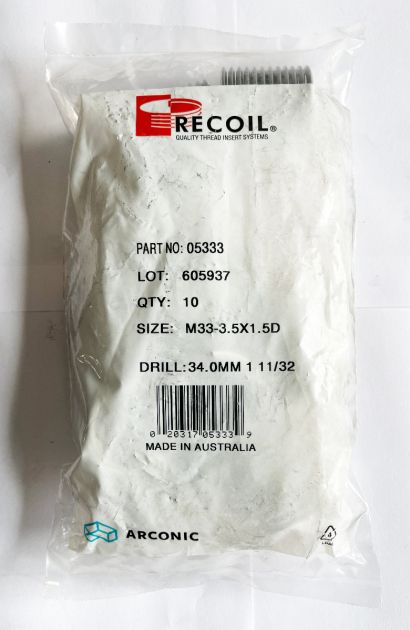 RECOIL®
QUALITY THREAD INSERT SYSTEMS
PART NO: 05333
LOT: 605937
QTY: 10
SIZE: M33-3.5X1.5D
DRILL:34.0MM 1 11/32
0 20317 05333 9
MADE IN AUSTRALIA
ARCONIC
4